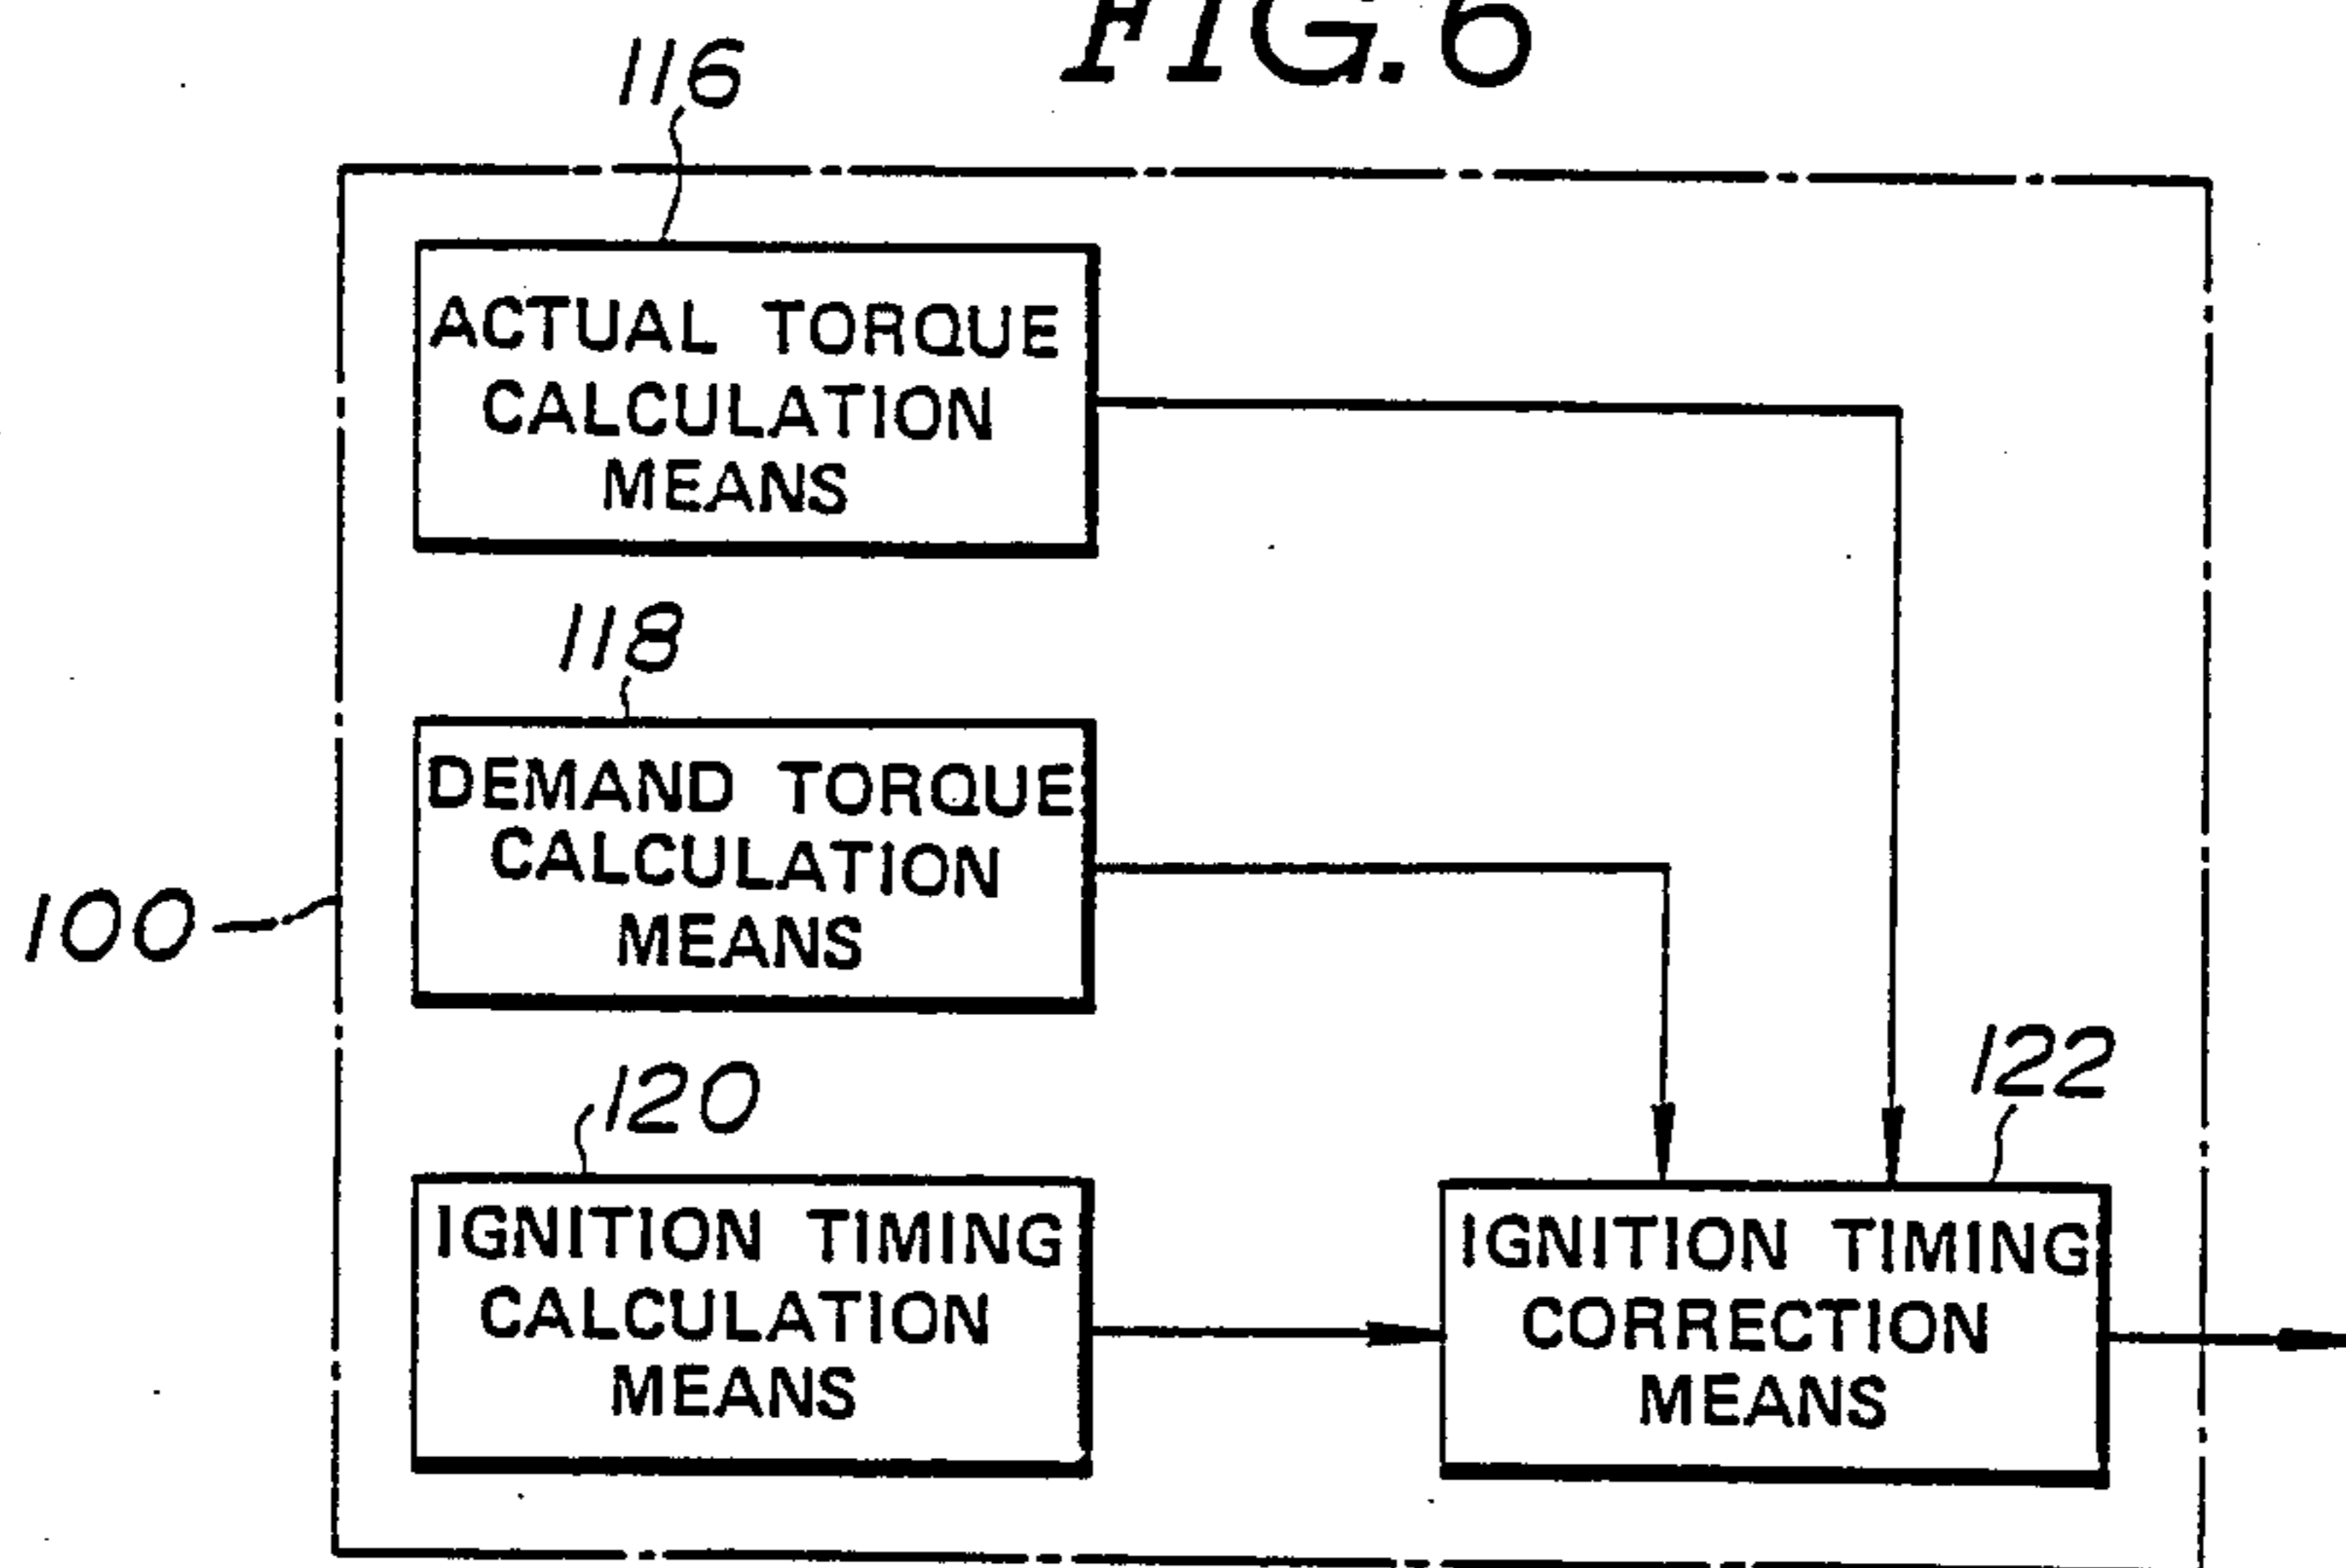 FIG. 6
116
ACTUAL TORQUE
CALCULATION
MEANS
118
DEMAND TORQUE
CALCULATION
MEANS
100
120
IGNITION TIMING
CALCULATION
MEANS
122
IGNITION TIMING
CORRECTION
MEANS